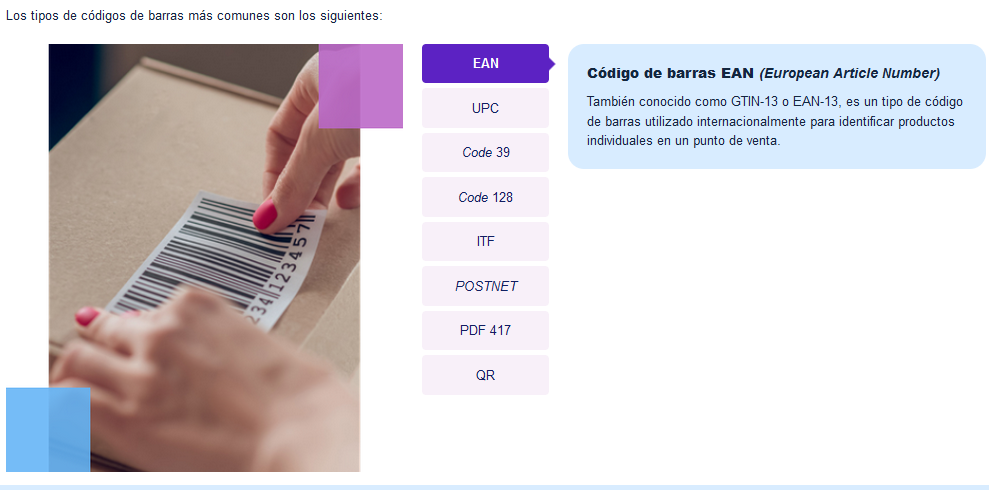 Los tipos de códigos de barras más comunes son los siguientes:
EAN
UPC
Code 39
Code 128
ITF
POSTNET
PDF 417
QR
Código de barras EAN (European Article Number)
También conocido como GTIN-13 o EAN-13, es un tipo de código
de barras utilizado internacionalmente para identificar productos
individuales en un punto de venta.
234 123457